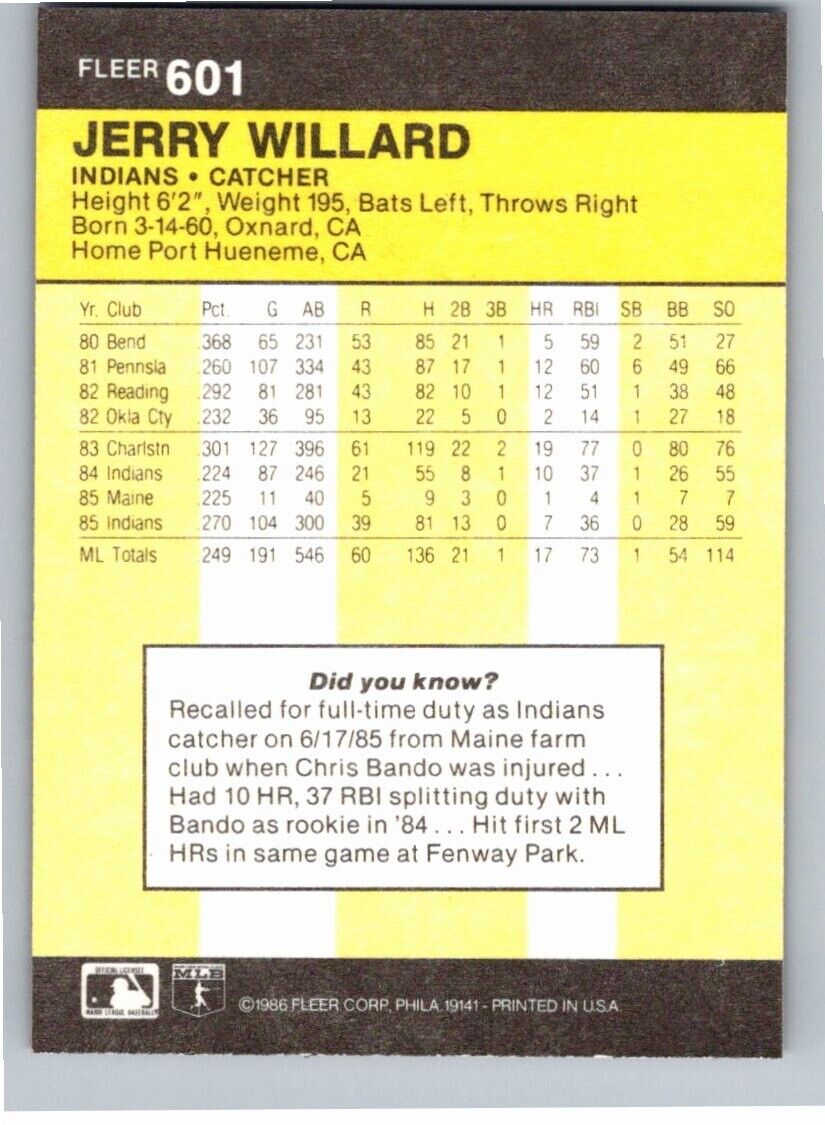 FLEER 601
JERRY WILLARD
INDIANS • CATCHER
Height 6'2", Weight 195, Bats Left, Throws Right
Born 3-14-60, Oxnard, CA
Home Port Hueneme, CA
Yr. Club Pct. G AB R H 2B 3B HR RBI SB BB SO
80 Bend .368 65 231 53 85 21 1 5 59 2 51 27
81 Pennsla .260 107 334 43 87 17 1 12 60 6 49 66
82 Reading .292 81 281 43 82 10 1 12 51 1 38 48
82 Okla Cty .232 36 95 13 22 5 0 2 14 1 27 18
83 Charlstn .301 127 396 61 119 22 2 19 77 0 80 76
84 Indians .224 87 246 21 55 8 1 10 37 1 26 55
85 Maine .225 11 40 5 9 3 0 1 4 1 7 7
85 Indians .270 104 300 39 81 13 0 7 36 0 28 59
ML Totals .249 191 546 60 136 21 1 17 73 1 54 114
Did you know?
Recalled for full-time duty as Indians
catcher on 6/17/85 from Maine farm
club when Chris Bando was injured . . .
Had 10 HR, 37 RBI splitting duty with
Bando as rookie in '84 . . . Hit first 2 ML
HRs in same game at Fenway Park.
OFFICIAL LICENSEE
MAJOR LEAGUE BASEBALL
MLB
©1986 FLEER CORP., PHILA. 19141 - PRINTED IN U.S.A.